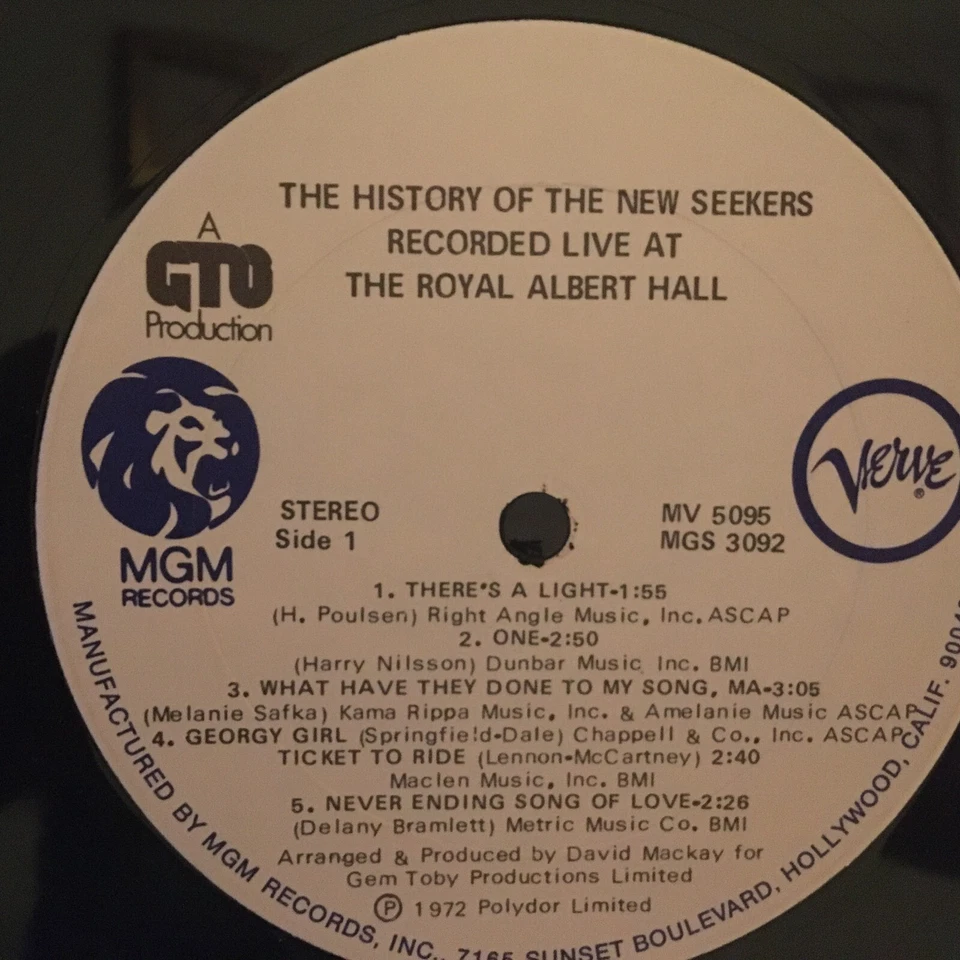 THE HISTORY OF THE NEW SEEKERS
RECORDED LIVE AT
THE ROYAL ALBERT HALL
A
GTO
Production
MGM
RECORDS
STEREO
Side 1
MV 5095
MGS 3092
Verve
®
1. THERE'S A LIGHT-1:55
(H. Poulsen) Right Angle Music, Inc. ASCAP
2. ONE-2:50
(Harry Nilsson) Dunbar Music Inc. BMI
3. WHAT HAVE THEY DONE TO MY SONG, MA-3:05
(Melanie Safka) Kama Rippa Music, Inc. & Amelanie Music ASCAP
4. GEORGY GIRL (Springfield-Dale) Chappell & Co., Inc. ASCAP
TICKET TO RIDE (Lennon-McCartney) 2:40
Maclen Music, Inc. BMI
5. NEVER ENDING SONG OF LOVE-2:26
(Delany Bramlett) Metric Music Co. BMI
Arranged & Produced by David Mackay for
Gem Toby Productions Limited
Ⓟ 1972 Polydor Limited
MANUFACTURED BY MGM RECORDS, INC., 7165 SUNSET BOULEVARD, HOLLYWOOD, CALIF.